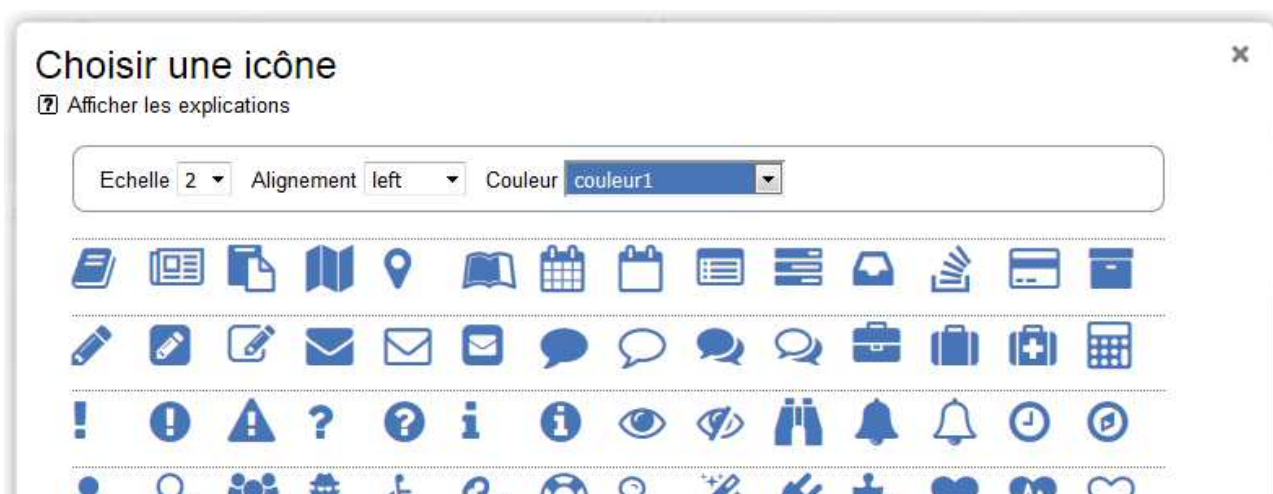 Choisir une icône
Afficher les explications
Echelle 2 Alignement left Couleur couleur1